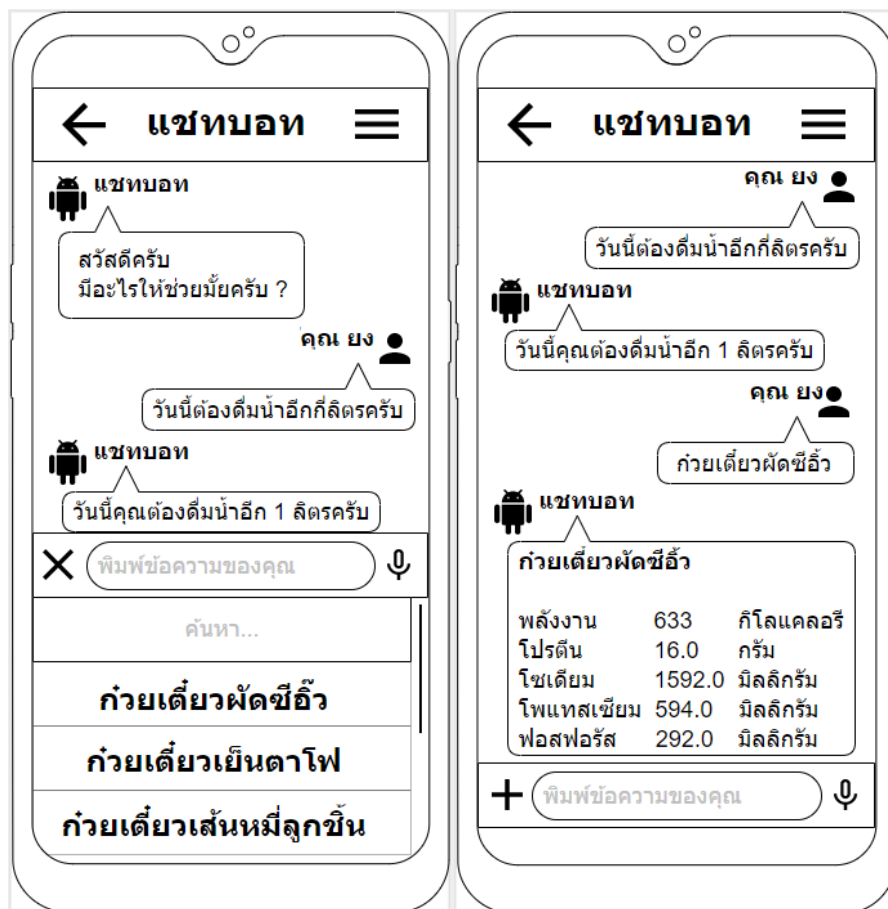 แชทบอท
แชทบอท
สวัสดีครับ
มีอะไรให้ช่วยมั้ยครับ ?
คุณ ยง
วันนี้ต้องดื่มน้ำอีกกี่ลิตรครับ
แชทบอท
วันนี้คุณต้องดื่มน้ำอีก 1 ลิตรครับ
พิมพ์ข้อความของคุณ
ค้นหา...
ก๋วยเตี๋ยวผัดซีอิ๊ว
ก๋วยเตี๋ยวเย็นตาโฟ
ก๋วยเตี๋ยวเส้นหมี่ลูกชิ้น
แชทบอท
คุณ ยง
วันนี้ต้องดื่มน้ำอีกกี่ลิตรครับ
แชทบอท
วันนี้คุณต้องดื่มน้ำอีก 1 ลิตรครับ
คุณ ยง
ก๋วยเตี๋ยวผัดซีอิ๊ว
แชทบอท
ก๋วยเตี๋ยวผัดซีอิ๊ว
พลังงาน 633 กิโลแคลอรี
โปรตีน 16.0 กรัม
โซเดียม 1592.0 มิลลิกรัม
โพแทสเซียม 594.0 มิลลิกรัม
ฟอสฟอรัส 292.0 มิลลิกรัม
พิมพ์ข้อความของคุณ